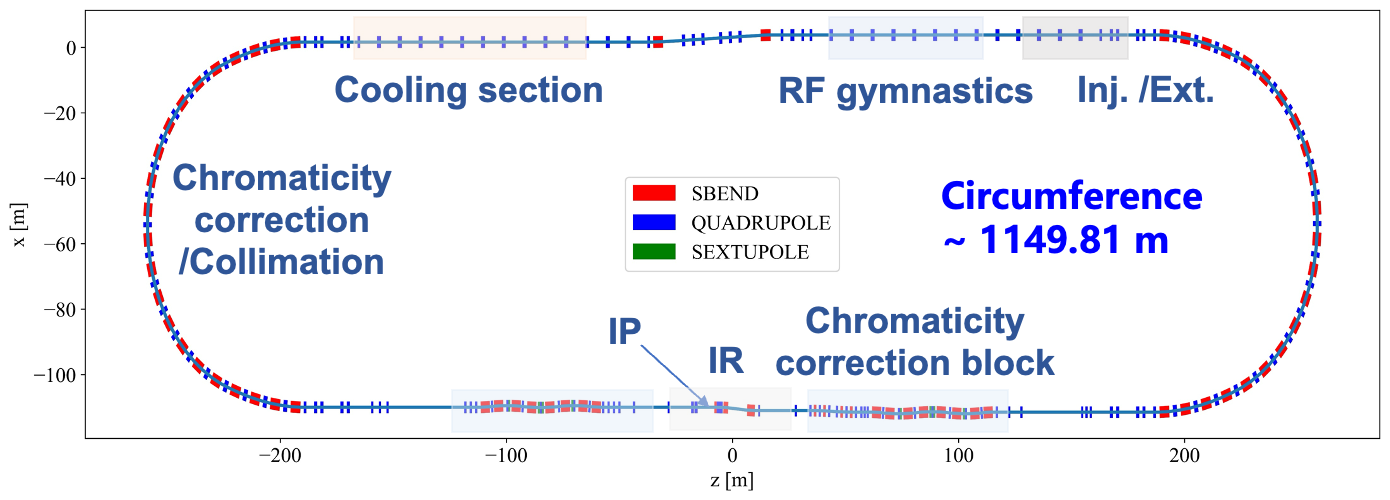 0
−20
−40
−60
−80
−100
x [m]
Cooling section
RF gymnastics
Inj. /Ext.
Chromaticity
correction
/Collimation
SBEND
QUADRUPOLE
SEXTUPOLE
Circumference
~ 1149.81 m
IP
IR
Chromaticity
correction block
−200
−100
0
100
200
z [m]